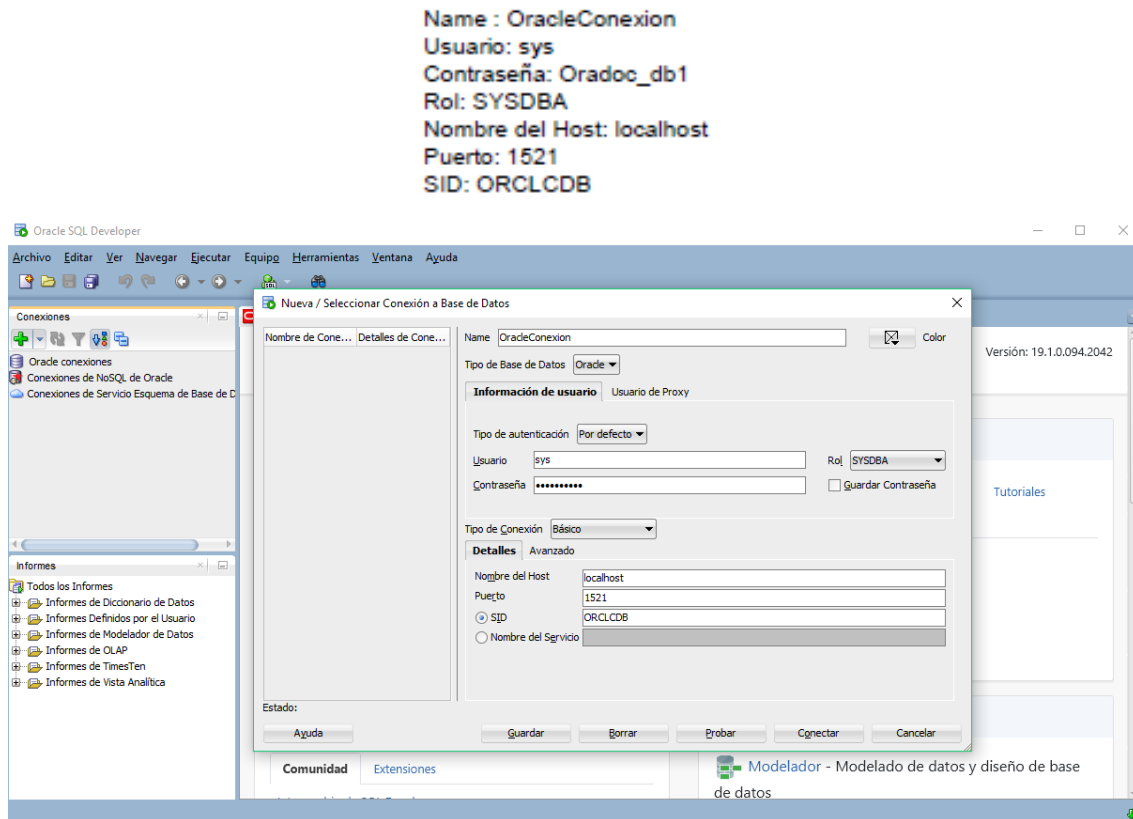 Name : OracleConexion
Usuario: sys
Contraseña: Oradoc_db1
Rol: SYSDBA
Nombre del Host: localhost
Puerto: 1521
SID: ORCLCDB
Oracle SQL Developer
Archivo Editar Ver Navegar Ejecutar Equipo Herramientas Ventana Ayuda
Conexiones
Oracle conexiones
Conexiones de NoSQL de Oracle
Conexiones de Servicio Esquema de Base de D
Informes
Todos los Informes
Informes de Diccionario de Datos
Informes Definidos por el Usuario
Informes de Modelador de Datos
Informes de OLAP
Informes de TimesTen
Informes de Vista Analítica
Nueva / Seleccionar Conexión a Base de Datos
Nombre de Cone... Detalles de Cone...
Name OracleConexion Color
Tipo de Base de Datos Oracle
Información de usuario Usuario de Proxy
Tipo de autenticación Por defecto
Usuario sys Rol SYSDBA
Contraseña •••••••••• Guardar Contraseña
Tipo de Conexión Básico
Detalles Avanzado
Nombre del Host localhost
Puerto 1521
SID ORCLCDB
Nombre del Servicio
Estado:
Ayuda Guardar Borrar Probar Conectar Cancelar
Versión: 19.1.0.094.2042
Tutoriales
Comunidad Extensiones
Modelador - Modelado de datos y diseño de base
de datos